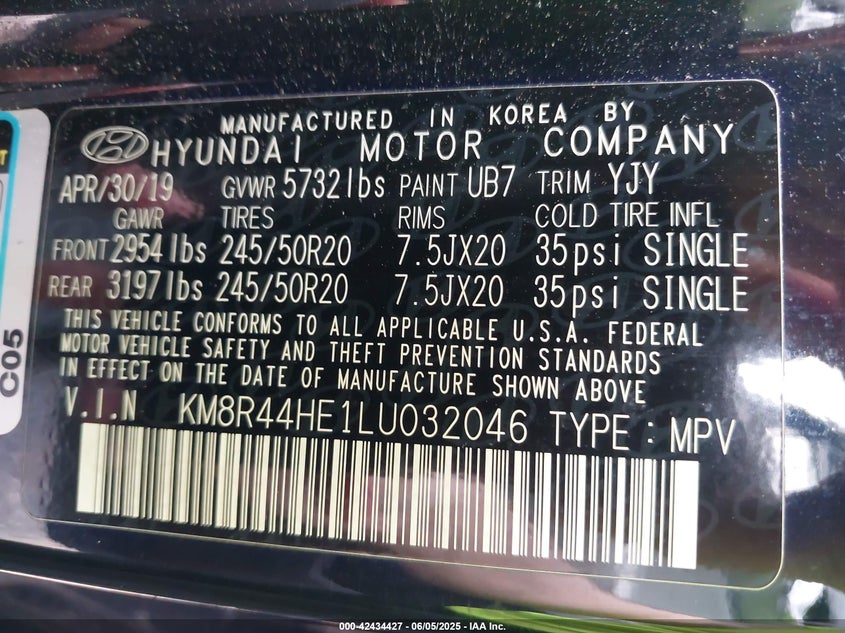 MANUFACTURED IN KOREA BY
HYUNDAI MOTOR COMPANY
APR/30/19 GVWR 5732lbs PAINT UB7 TRIM YJY
GAWR TIRES RIMS COLD TIRE INFL
FRONT 2954lbs 245/50R20 7.5JX20 35psi SINGLE
REAR 3197lbs 245/50R20 7.5JX20 35psi SINGLE
THIS VEHICLE CONFORMS TO ALL APPLICABLE U.S.A. FEDERAL
MOTOR VEHICLE SAFETY AND THEFT PREVENTION STANDARDS
IN EFFECT ON THE DATE OF MANUFACTURE SHOWN ABOVE
V.I.N KM8R44HE1LU032046 TYPE : MPV
C05
000-42434427 - 06/05/2025 - IAA Inc.